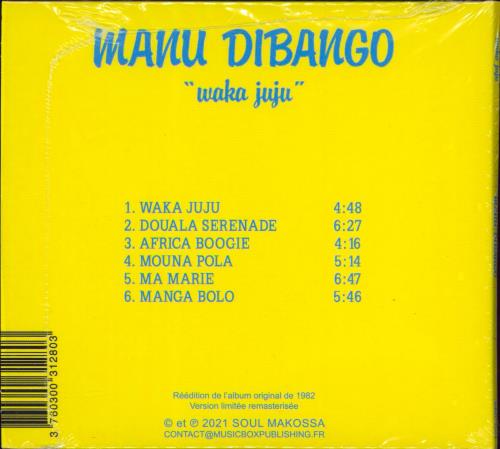 MANU DIBANGO
"waka juju"
1. WAKA JUJU 4:48
2. DOUALA SERENADE 6:27
3. AFRICA BOOGIE 4:16
4. MOUNA POLA 5:14
5. MA MARIE 6:47
6. MANGA BOLO 5:46
3 760300 312803
Réédition de l'album original de 1982
Version limitée remasterisée
© et ℗ 2021 SOUL MAKOSSA
CONTACT@MUSICBOXPUBLISHING.FR